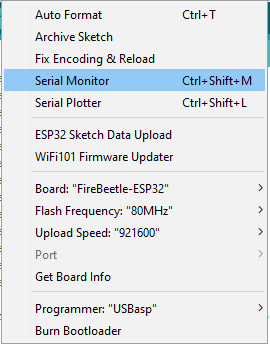 Auto Format Ctrl+T
Archive Sketch
Fix Encoding & Reload
Serial Monitor Ctrl+Shift+M
Serial Plotter Ctrl+Shift+L
ESP32 Sketch Data Upload
WiFi101 Firmware Updater
Board: "FireBeetle-ESP32"
Flash Frequency: "80MHz"
Upload Speed: "921600"
Port
Get Board Info
Programmer: "USBasp"
Burn Bootloader